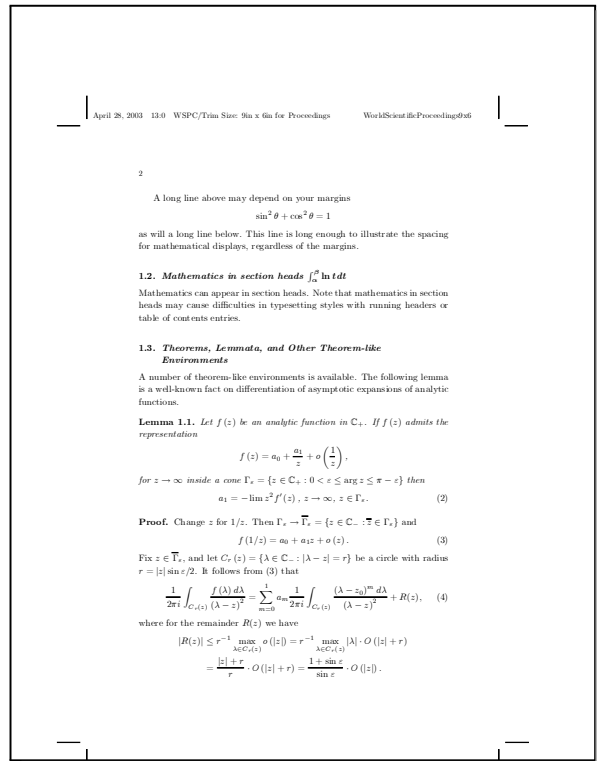 April 28, 2003 13:0 WSPC/Trim Size: 9in x 6in for Proceedings WorldScientificProceedings9x6
2
A long line above may depend on your margins
sin² θ + cos² θ = 1
as will a long line below. This line is long enough to illustrate the spacing
for mathematical displays, regardless of the margins.
1.2. Mathematics in section heads ∫_α^β ln t dt
Mathematics can appear in section heads. Note that mathematics in section
heads may cause difficulties in typesetting styles with running headers or
table of contents entries.
1.3. Theorems, Lemmata, and Other Theorem-like
Environments
A number of theorem-like environments is available. The following lemma
is a well-known fact on differentiation of asymptotic expansions of analytic
functions.
Lemma 1.1. Let f (z) be an analytic function in ℂ₊. If f (z) admits the
representation
f (z) = a₀ + a₁/z + o (1/z),
for z → ∞ inside a cone Γ_ε = {z ∈ ℂ₊ : 0 < ε ≤ arg z ≤ π − ε} then
a₁ = − lim z² f′ (z) , z → ∞, z ∈ Γ_ε. (2)
Proof. Change z for 1/z. Then Γ_ε → Γ̅_ε = {z ∈ ℂ₋ : z̅ ∈ Γ_ε} and
f (1/z) = a₀ + a₁z + o (z) . (3)
Fix z ∈ Γ̅_ε, and let C_r (z) = {λ ∈ ℂ₋ : |λ − z| = r} be a circle with radius
r = |z| sin ε/2. It follows from (3) that
1/(2πi) ∫_{C_r(z)} f (λ) dλ/(λ − z)² = ∑_{m=0}^{1} a_m 1/(2πi) ∫_{C_r(z)} (λ − z₀)^m dλ/(λ − z)² + R(z), (4)
where for the remainder R(z) we have
|R(z)| ≤ r⁻¹ max_{λ∈C_r(z)} o (|z|) = r⁻¹ max_{λ∈C_r(z)} |λ| · O (|z| + r)
= (|z| + r)/r · O (|z| + r) = (1 + sin ε)/sin ε · O (|z|) .